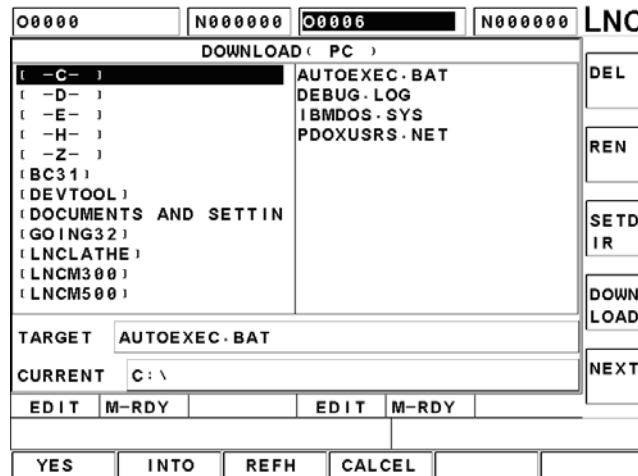 O0000 N000000 O0006 N000000 LNC
DOWNLOAD( PC )
[ -C- ] AUTOEXEC.BAT
[ -D- ] DEBUG.LOG
[ -E- ] IBMDOS.SYS
[ -H- ] PDOXUSRS.NET
[ -Z- ]
[BC31]
[DEVTOOL]
[DOCUMENTS AND SETTIN
[GOING32]
[LNCLATHE]
[LNCM300]
[LNCM500]
TARGET AUTOEXEC.BAT
CURRENT C:\
EDIT M-RDY EDIT M-RDY
YES INTO REFH CALCEL
DEL
REN
SETD
IR
DOWN
LOAD
NEXT